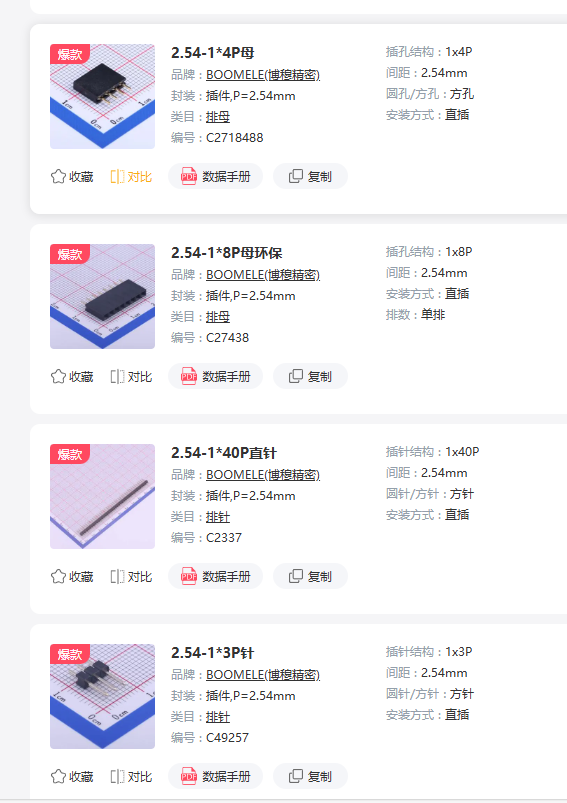 爆款
2.54-1*4P母
品牌：BOOMELE(博穆精密)
封装：插件,P=2.54mm
类目：排母
编号：C2718488
插孔结构：1x4P
间距：2.54mm
圆孔/方孔：方孔
安装方式：直插
收藏 对比 PDF 数据手册 复制
爆款
2.54-1*8P母环保
品牌：BOOMELE(博穆精密)
封装：插件,P=2.54mm
类目：排母
编号：C27438
插孔结构：1x8P
间距：2.54mm
安装方式：直插
排数：单排
收藏 对比 PDF 数据手册 复制
爆款
2.54-1*40P直针
品牌：BOOMELE(博穆精密)
封装：插件,P=2.54mm
类目：排针
编号：C2337
插针结构：1x40P
间距：2.54mm
圆针/方针：方针
安装方式：直插
收藏 对比 PDF 数据手册 复制
爆款
2.54-1*3P针
品牌：BOOMELE(博穆精密)
封装：插件,P=2.54mm
类目：排针
编号：C49257
插针结构：1x3P
间距：2.54mm
圆针/方针：方针
安装方式：直插
收藏 对比 PDF 数据手册 复制